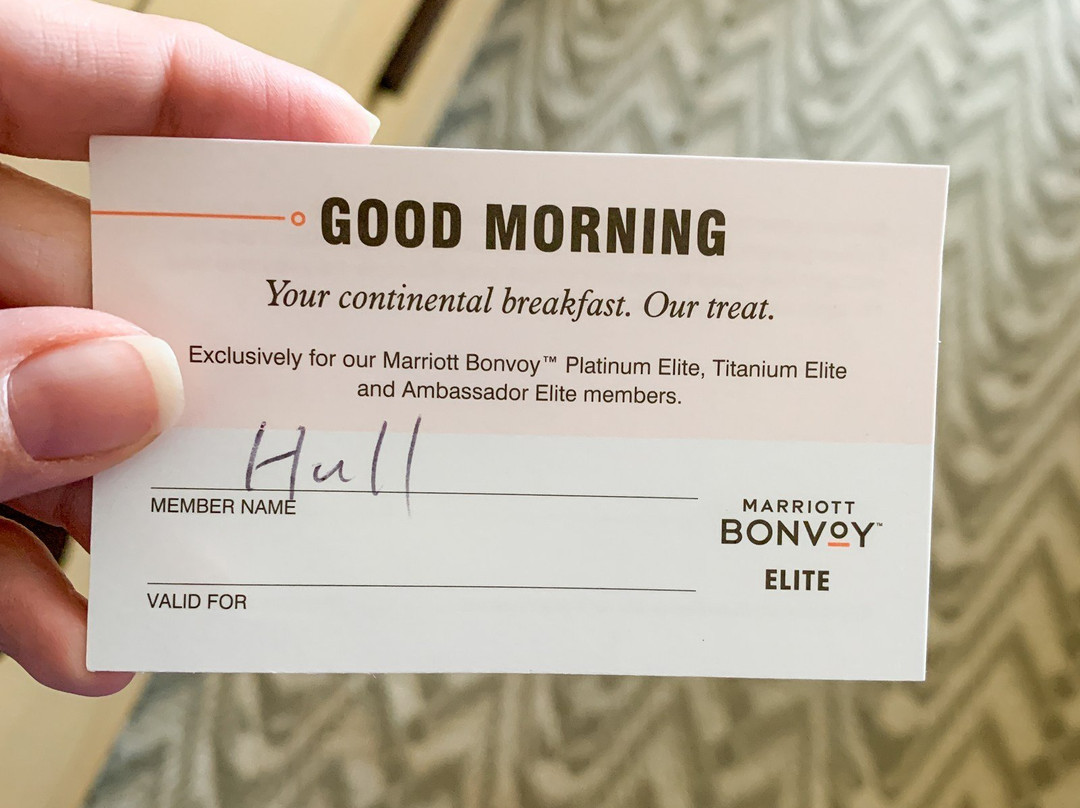 GOOD MORNING
Your continental breakfast. Our treat.
Exclusively for our Marriott Bonvoy™ Platinum Elite, Titanium Elite
and Ambassador Elite members.
Hull
MEMBER NAME
VALID FOR
MARRIOTT
BONVOY™
ELITE